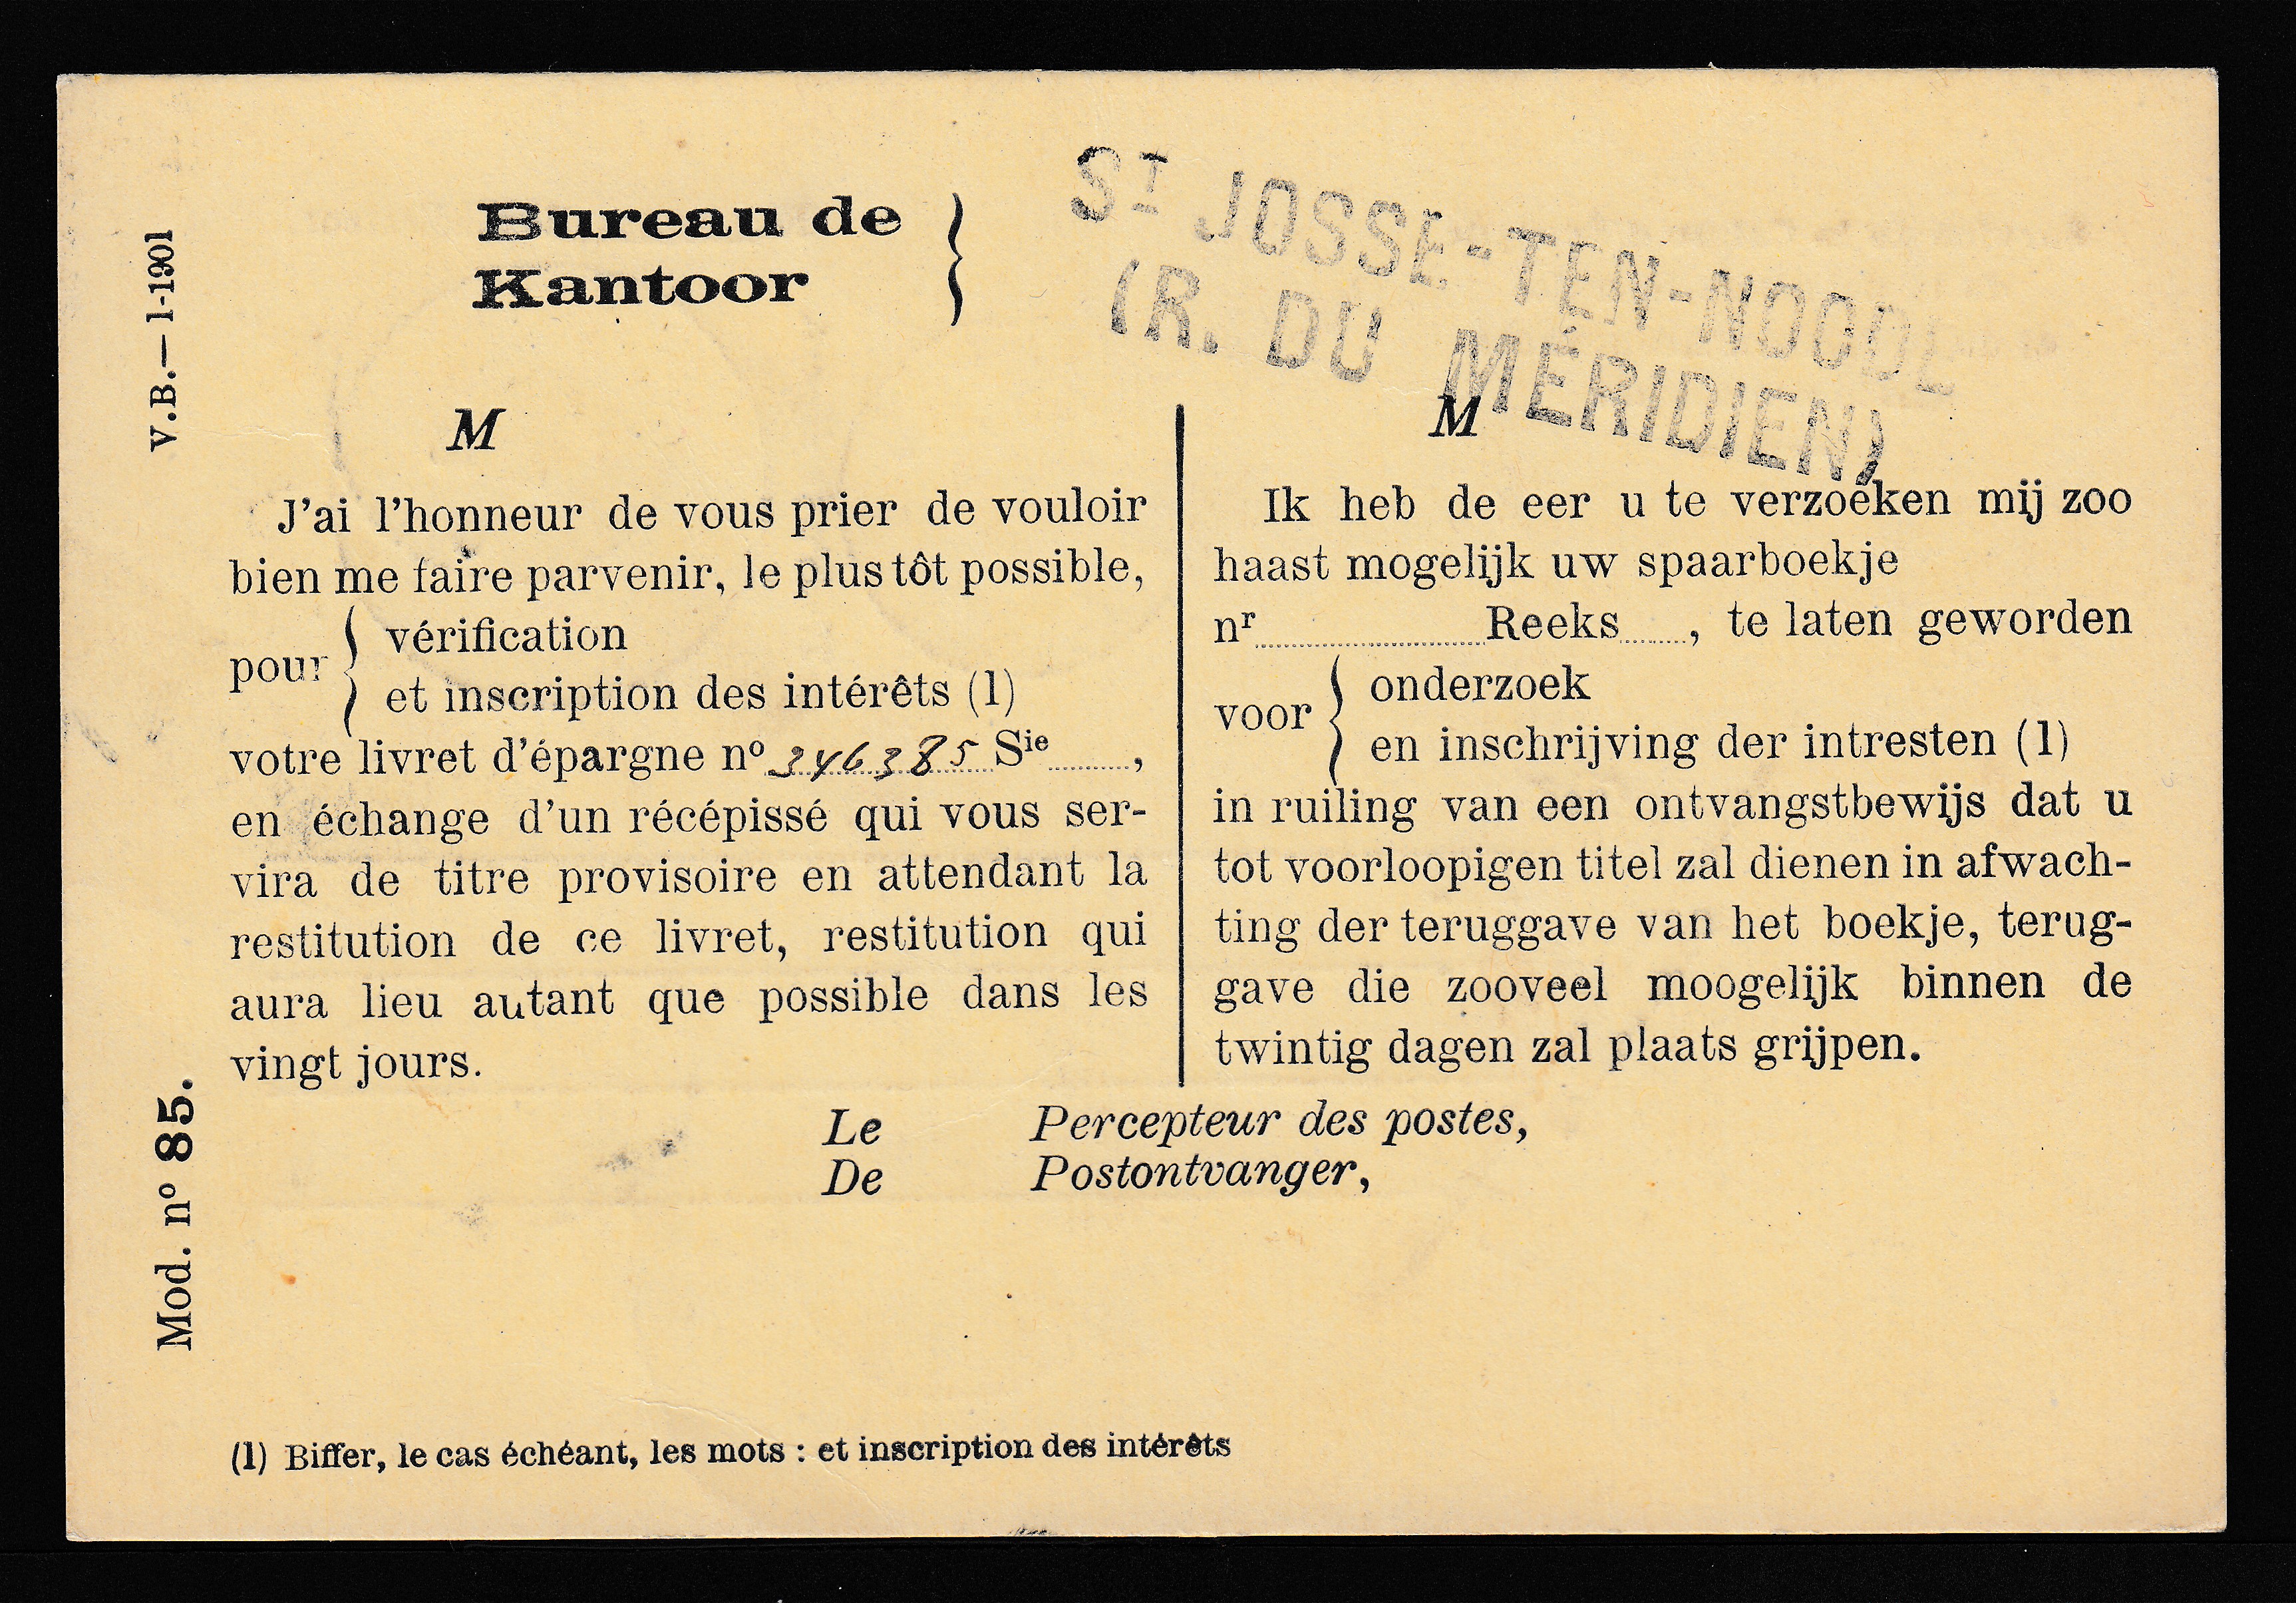 Bureau de
Kantoor
St JOSSE-TEN-NOODE
(R. DU MÉRIDIEN)
V.B.— 1-1901
M
J'ai l'honneur de vous prier de vouloir
bien me faire parvenir, le plus tôt possible,
pour { vérification
et inscription des intérêts (1)
votre livret d'épargne nº 346385 Sie ........,
en échange d'un récépissé qui vous ser-
vira de titre provisoire en attendant la
restitution de ce livret, restitution qui
aura lieu autant que possible dans les
vingt jours.
M
Ik heb de eer u te verzoeken mij zoo
haast mogelijk uw spaarboekje
nr ........ Reeks ......, te laten geworden
voor { onderzoek
en inschrijving der intresten (1)
in ruiling van een ontvangstbewijs dat u
tot voorloopigen titel zal dienen in afwach-
ting der teruggave van het boekje, terug-
gave die zooveel moogelijk binnen de
twintig dagen zal plaats grijpen.
Le Percepteur des postes,
De Postontvanger,
Mod. nº 85.
(1) Biffer, le cas échéant, les mots : et inscription des intérêts